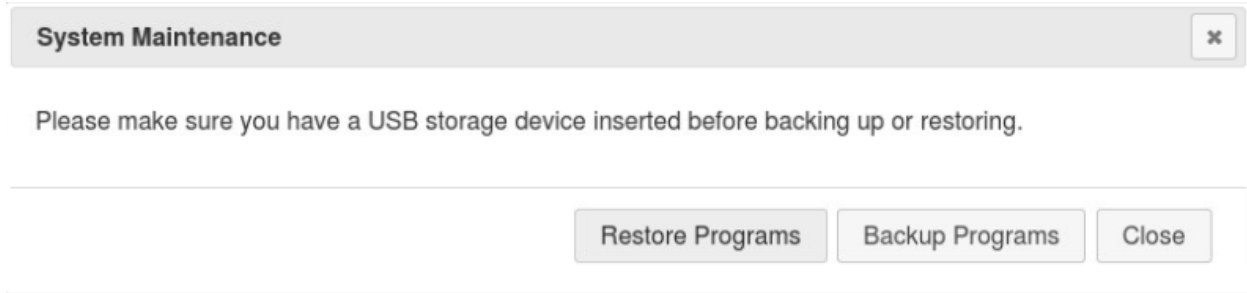 System Maintenance
Please make sure you have a USB storage device inserted before backing up or restoring.
Restore Programs Backup Programs Close